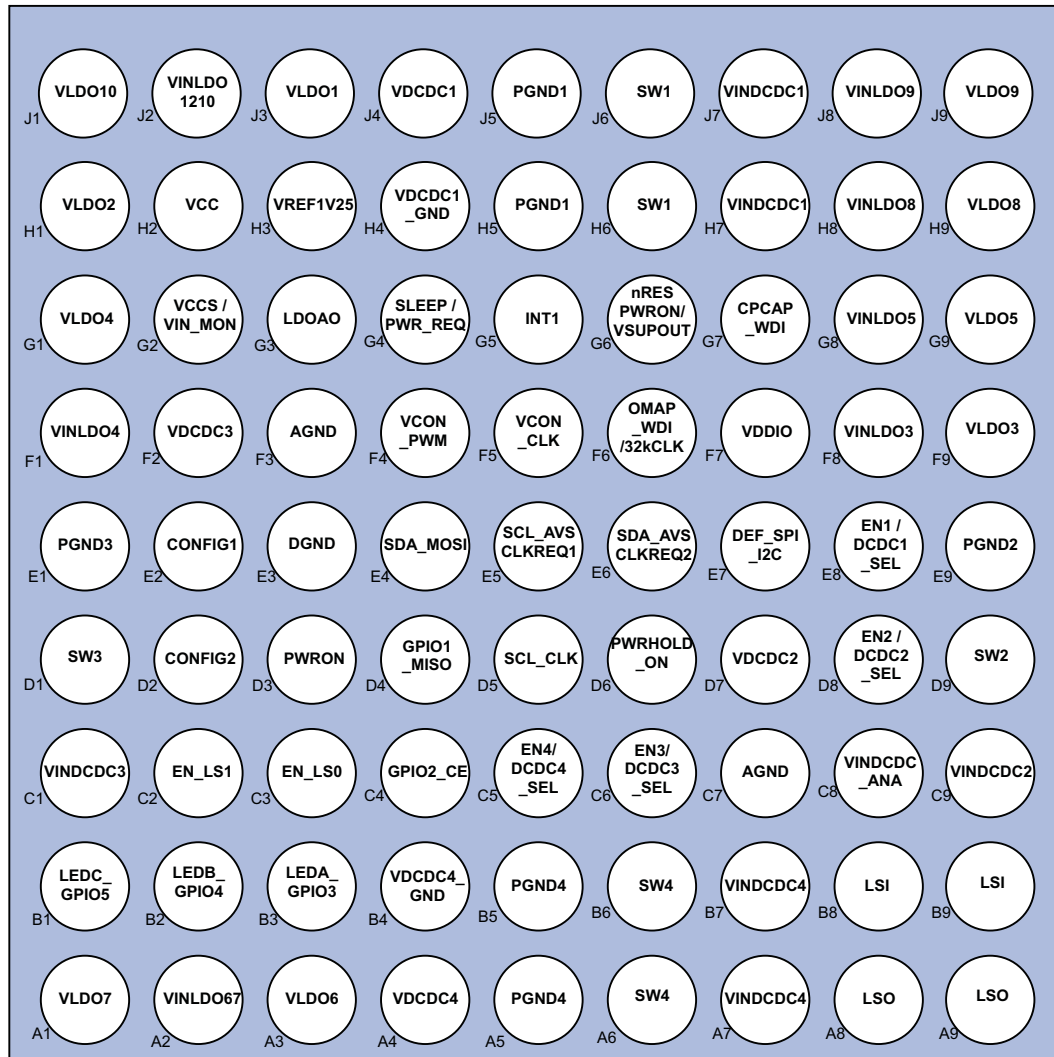 VLDO10
J1
VINLDO
1210
J2
VLDO1
J3
VDCDC1
J4
PGND1
J5
SW1
J6
VINDCDC1
J7
VINLDO9
J8
VLDO9
J9
VLDO2
H1
VCC
H2
VREF1V25
H3
VDCDC1
_GND
H4
PGND1
H5
SW1
H6
VINDCDC1
H7
VINLDO8
H8
VLDO8
H9
VLDO4
G1
VCCS /
VIN_MON
G2
LDOAO
G3
SLEEP /
PWR_REQ
G4
INT1
G5
nRES
PWRON/
VSUPOUT
G6
CPCAP
_WDI
G7
VINLDO5
G8
VLDO5
G9
VINLDO4
F1
VDCDC3
F2
AGND
F3
VCON
_PWM
F4
VCON
_CLK
F5
OMAP
_WDI
/32kCLK
F6
VDDIO
F7
VINLDO3
F8
VLDO3
F9
PGND3
E1
CONFIG1
E2
DGND
E3
SDA_MOSI
E4
SCL_AVS
CLKREQ1
E5
SDA_AVS
CLKREQ2
E6
DEF_SPI
_I2C
E7
EN1 /
DCDC1
_SEL
E8
PGND2
E9
SW3
D1
CONFIG2
D2
PWRON
D3
GPIO1
_MISO
D4
SCL_CLK
D5
PWRHOLD
_ON
D6
VDCDC2
D7
EN2 /
DCDC2
_SEL
D8
SW2
D9
VINDCDC3
C1
EN_LS1
C2
EN_LS0
C3
GPIO2_CE
C4
EN4/
DCDC4
_SEL
C5
EN3/
DCDC3
_SEL
C6
AGND
C7
VINDCDC
_ANA
C8
VINDCDC2
C9
LEDC_
GPIO5
B1
LEDB_
GPIO4
B2
LEDA_
GPIO3
B3
VDCDC4_
GND
B4
PGND4
B5
SW4
B6
VINDCDC4
B7
LSI
B8
LSI
B9
VLDO7
A1
VINLDO67
A2
VLDO6
A3
VDCDC4
A4
PGND4
A5
SW4
A6
VINDCDC4
A7
LSO
A8
LSO
A9